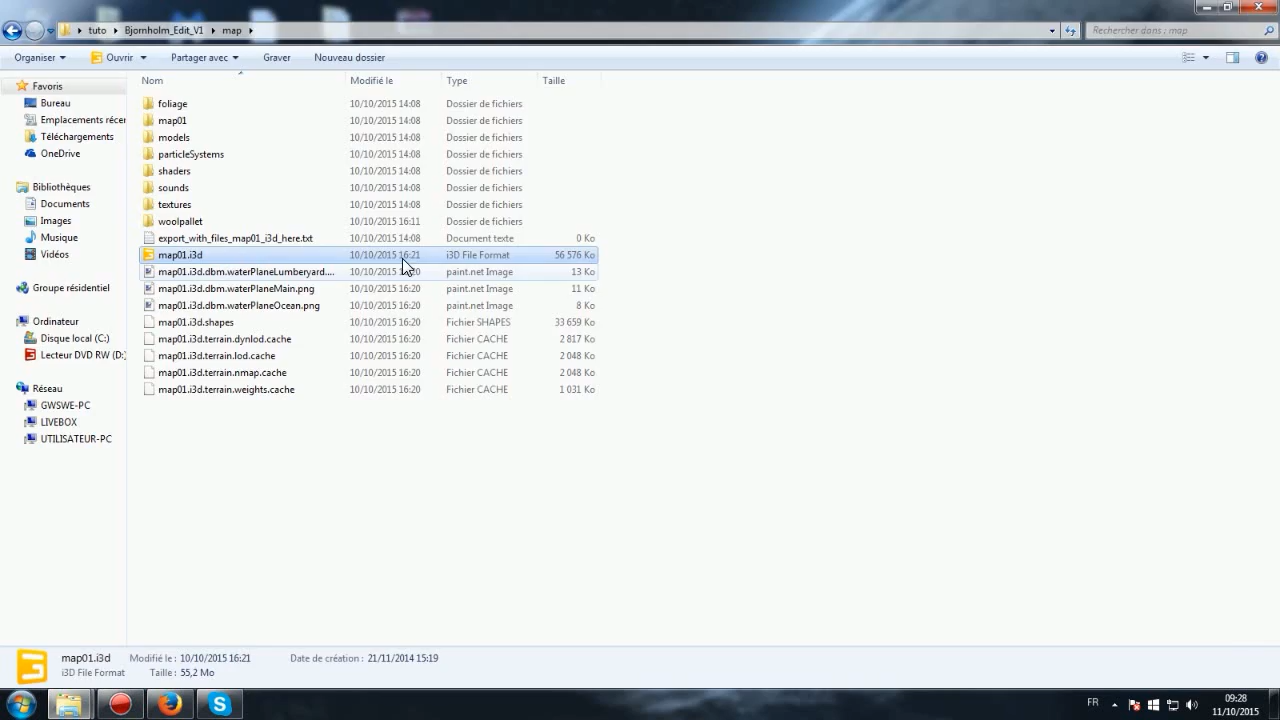 tuto Bjornholm_Edit_V1 map
Rechercher dans : map
Organiser Ouvrir Partager avec Graver Nouveau dossier
Nom Modifié le Type Taille
Favoris
Bureau
Emplacements récer
Téléchargements
OneDrive
Bibliothèques
Documents
Images
Musique
Vidéos
Groupe résidentiel
Ordinateur
Disque local (C:)
Lecteur DVD RW (D:)
Réseau
GWSWE-PC
LIVEBOX
UTILISATEUR-PC
foliage 10/10/2015 14:08 Dossier de fichiers
map01 10/10/2015 14:08 Dossier de fichiers
models 10/10/2015 14:08 Dossier de fichiers
particleSystems 10/10/2015 14:08 Dossier de fichiers
shaders 10/10/2015 14:08 Dossier de fichiers
sounds 10/10/2015 14:08 Dossier de fichiers
textures 10/10/2015 14:08 Dossier de fichiers
woolpallet 10/10/2015 16:11 Dossier de fichiers
export_with_files_map01_i3d_here.txt 10/10/2015 14:08 Document texte 0 Ko
map01.i3d 10/10/2015 16:21 i3D File Format 56 576 Ko
map01.i3d.dbm.waterPlaneLumberyard.... 10/10/2015 16:20 paint.net Image 13 Ko
map01.i3d.dbm.waterPlaneMain.png 10/10/2015 16:20 paint.net Image 11 Ko
map01.i3d.dbm.waterPlaneOcean.png 10/10/2015 16:20 paint.net Image 8 Ko
map01.i3d.shapes 10/10/2015 16:20 Fichier SHAPES 33 659 Ko
map01.i3d.terrain.dynlod.cache 10/10/2015 16:20 Fichier CACHE 2 817 Ko
map01.i3d.terrain.lod.cache 10/10/2015 16:20 Fichier CACHE 2 048 Ko
map01.i3d.terrain.nmap.cache 10/10/2015 16:20 Fichier CACHE 2 048 Ko
map01.i3d.terrain.weights.cache 10/10/2015 16:20 Fichier CACHE 1 031 Ko
map01.i3d Modifié le : 10/10/2015 16:21 Date de création : 21/11/2014 15:19
i3D File Format Taille : 55,2 Mo
FR
09:28
11/10/2015